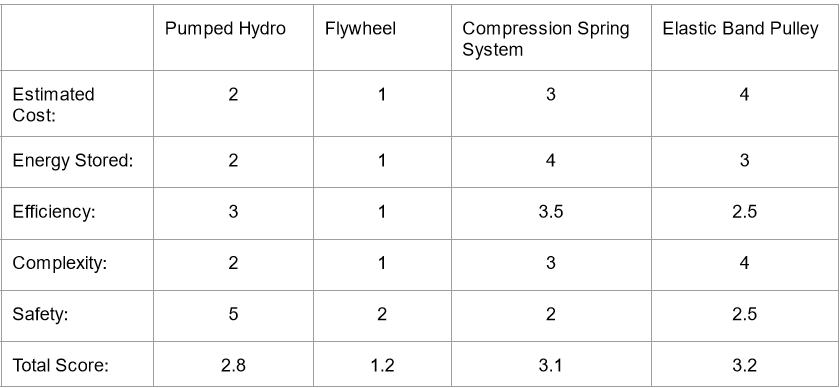 Pumped Hydro Flywheel Compression Spring Elastic Band Pulley
System
Estimated 2 1 3 4
Cost:
Energy Stored: 2 1 4 3
Efficiency: 3 1 3.5 2.5
Complexity: 2 1 3 4
Safety: 5 2 2 2.5
Total Score: 2.8 1.2 3.1 3.2